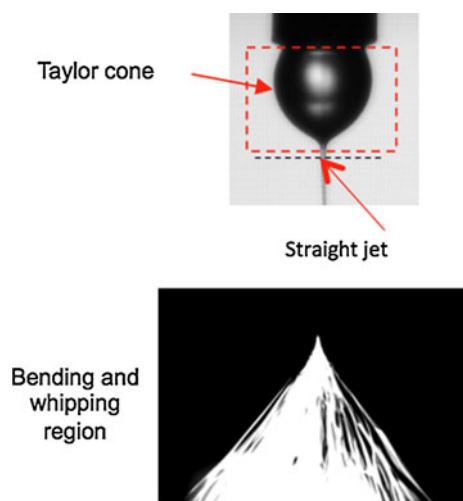 Taylor cone
Straight jet
Bending and
whipping
region